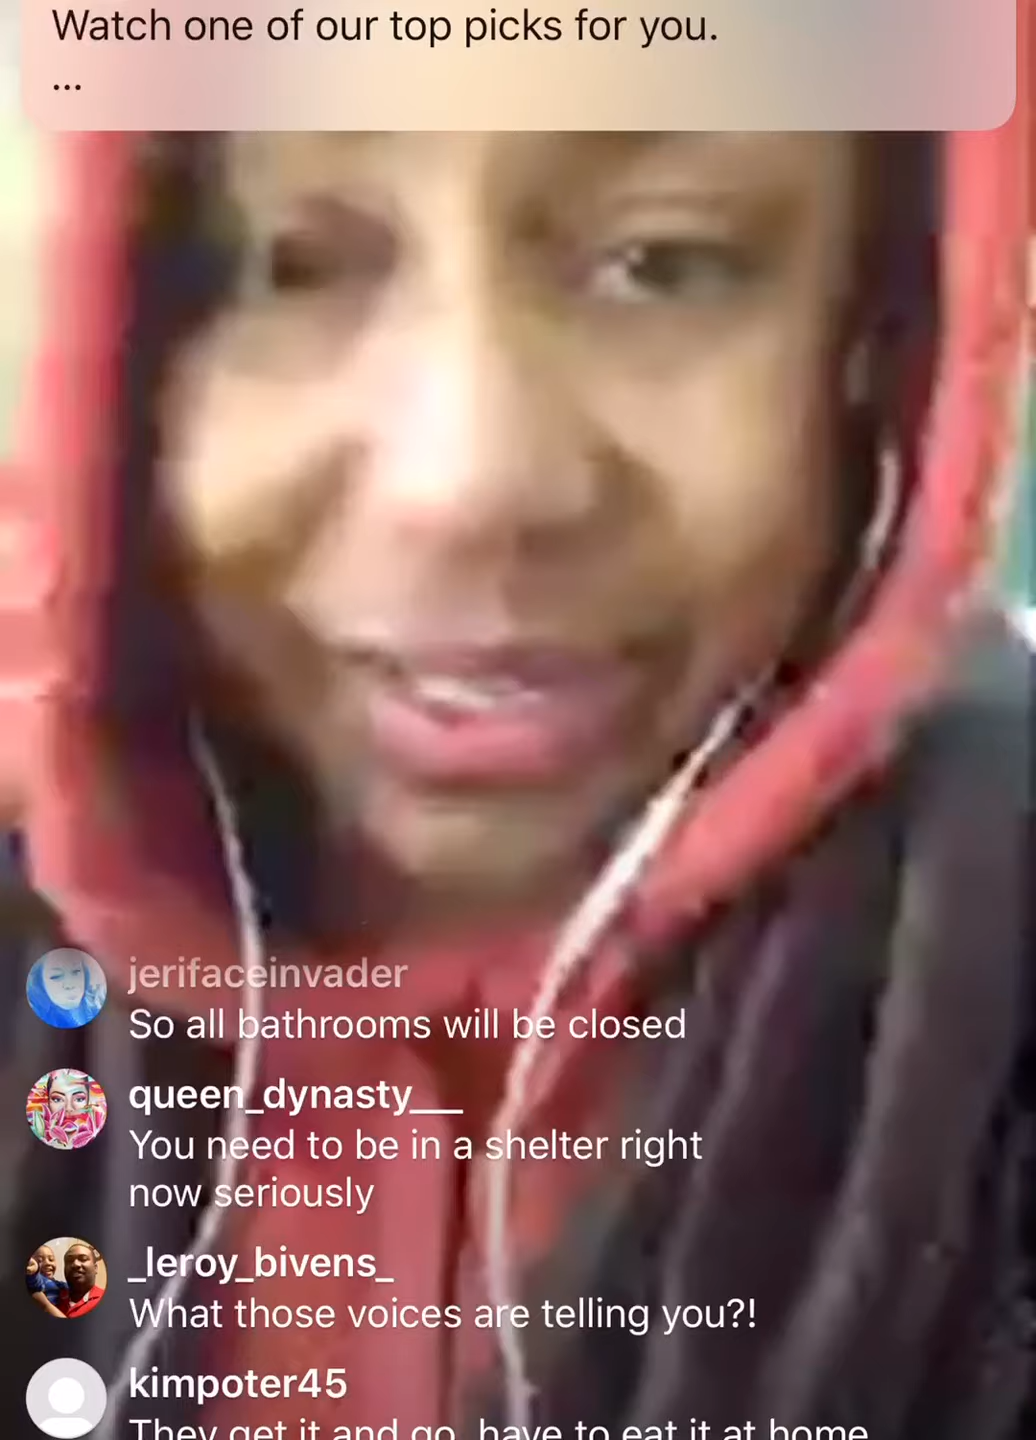 Watch one of our top picks for you.
...
jerifaceinvader
So all bathrooms will be closed
queen_dynasty___
You need to be in a shelter right
now seriously
_leroy_bivens_
What those voices are telling you?!
kimpoter45
They get it and go, have to eat it at home